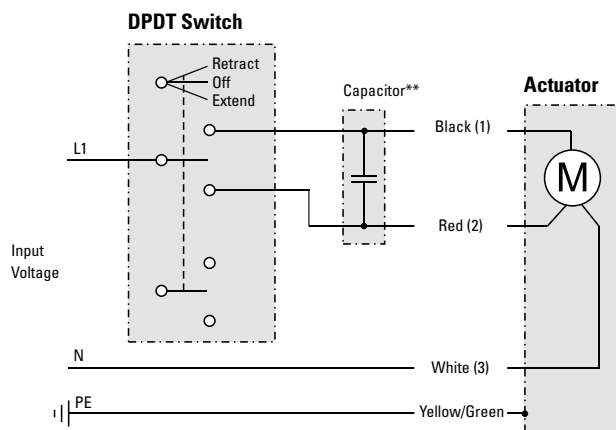 DPDT Switch
Retract
Off
Extend
Capacitor**
Actuator
L1
Black (1)
M
Red (2)
Input
Voltage
N
White (3)
PE
Yellow/Green